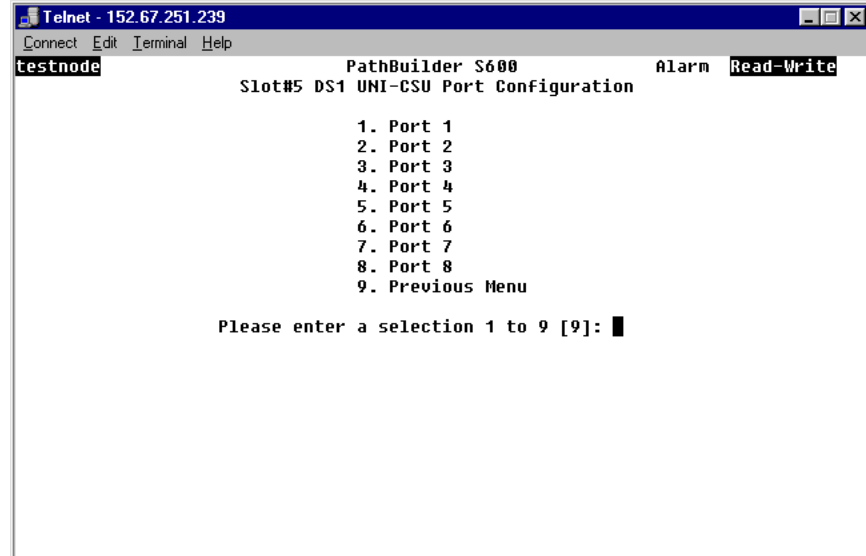 Telnet - 152.67.251.239
Connect Edit Terminal Help
testnode PathBuilder S600 Alarm Read-Write
Slot#5 DS1 UNI-CSU Port Configuration
1. Port 1
2. Port 2
3. Port 3
4. Port 4
5. Port 5
6. Port 6
7. Port 7
8. Port 8
9. Previous Menu
Please enter a selection 1 to 9 [9]: